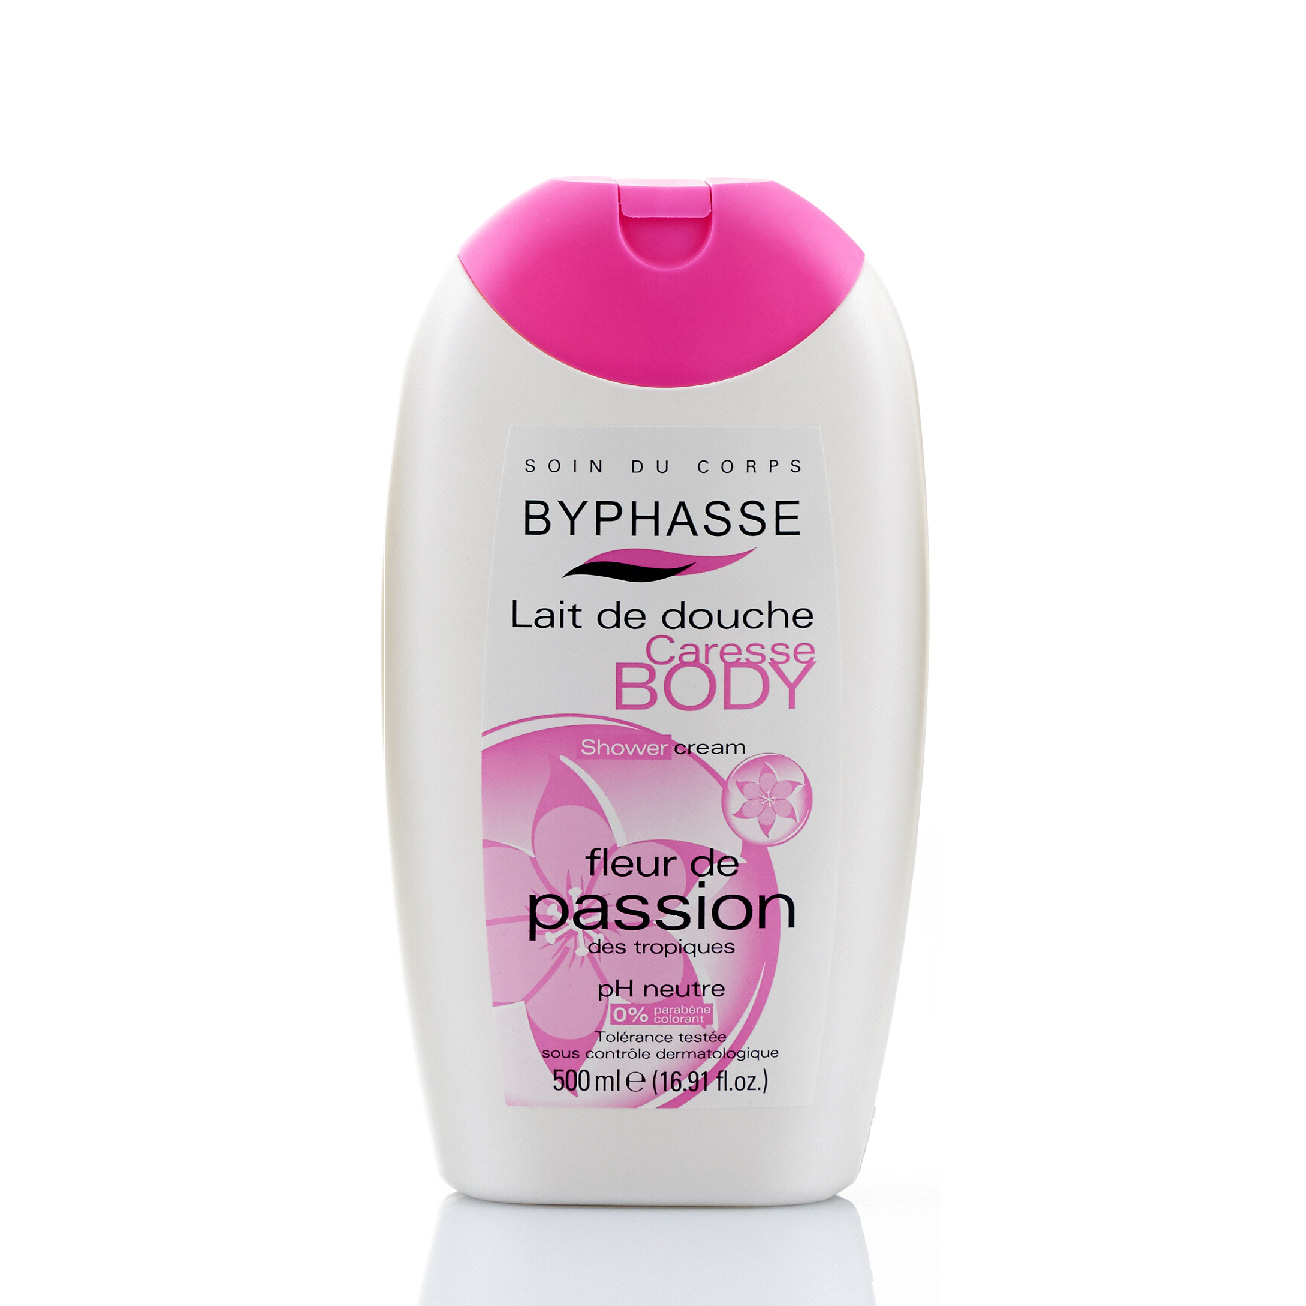 SOIN DU CORPS
BYPHASSE
Lait de douche
Caresse
BODY
Shower cream
fleur de
passion
des tropiques
pH neutre
0% parabène
colorant
Tolérance testée
sous contrôle dermatologique
500 ml ℮ (16.91 fl.oz.)